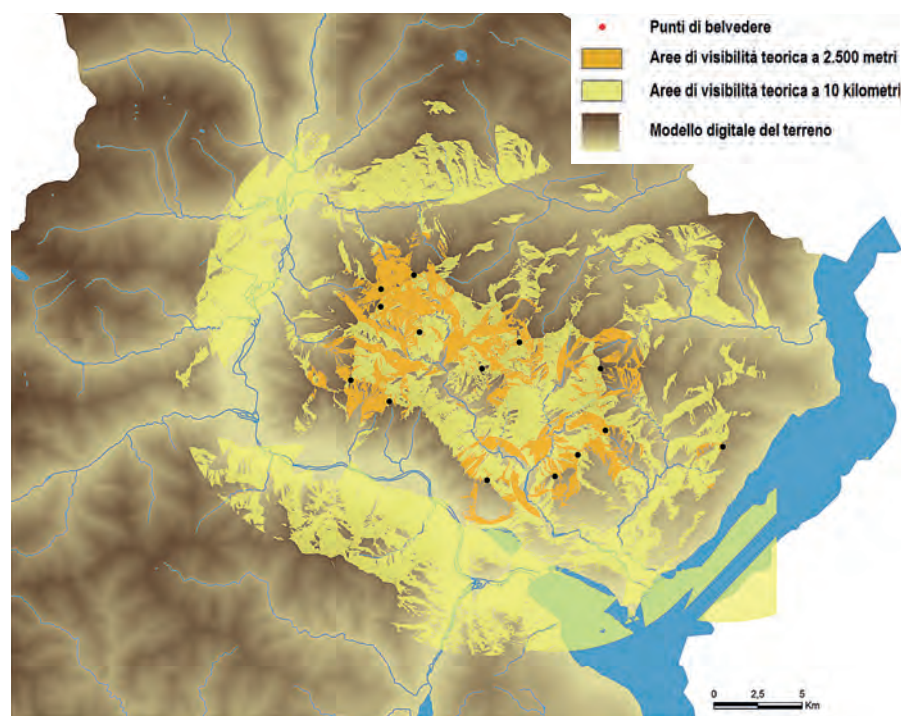 Punti di belvedere
Aree di visibilità teorica a 2.500 metri
Aree di visibilità teorica a 10 kilometri
Modello digitale del terreno
0 2,5 5
Km